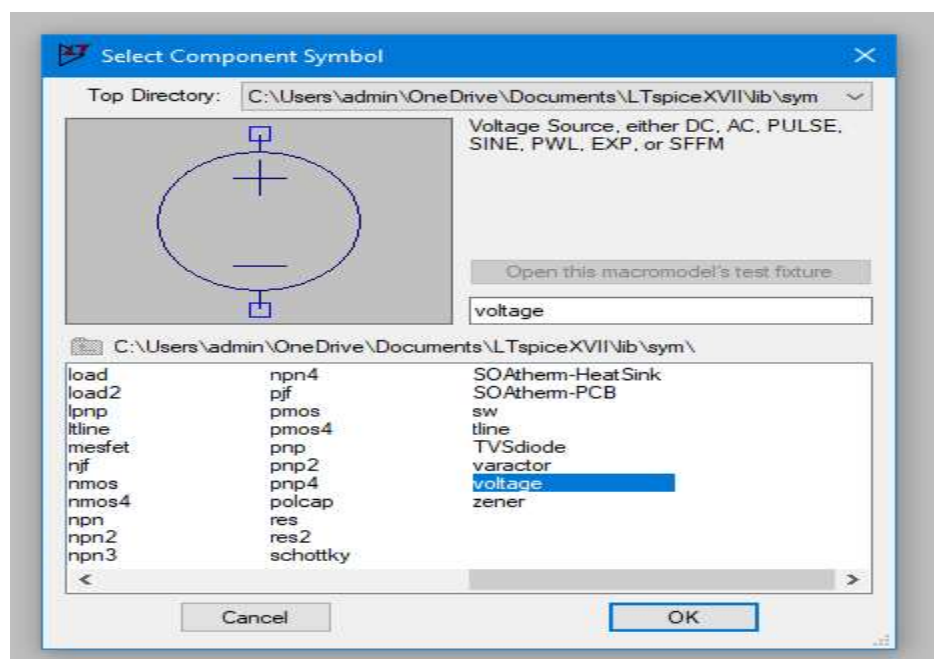 Select Component Symbol
Top Directory: C:\Users\admin\OneDrive\Documents\LTspiceXVII\lib\sym
Voltage Source, either DC, AC, PULSE,
SINE, PWL, EXP, or SFFM
Open this macromodel's test fixture
voltage
C:\Users\admin\OneDrive\Documents\LTspiceXVII\lib\sym\
load npn4 SOAtherm-HeatSink
load2 pjf SOAtherm-PCB
lpnp pmos sw
ltline pmos4 tline
mesfet pnp TVSdiode
njf pnp2 varactor
nmos pnp4 voltage
nmos4 polcap zener
npn res
npn2 res2
npn3 schottky
Cancel OK